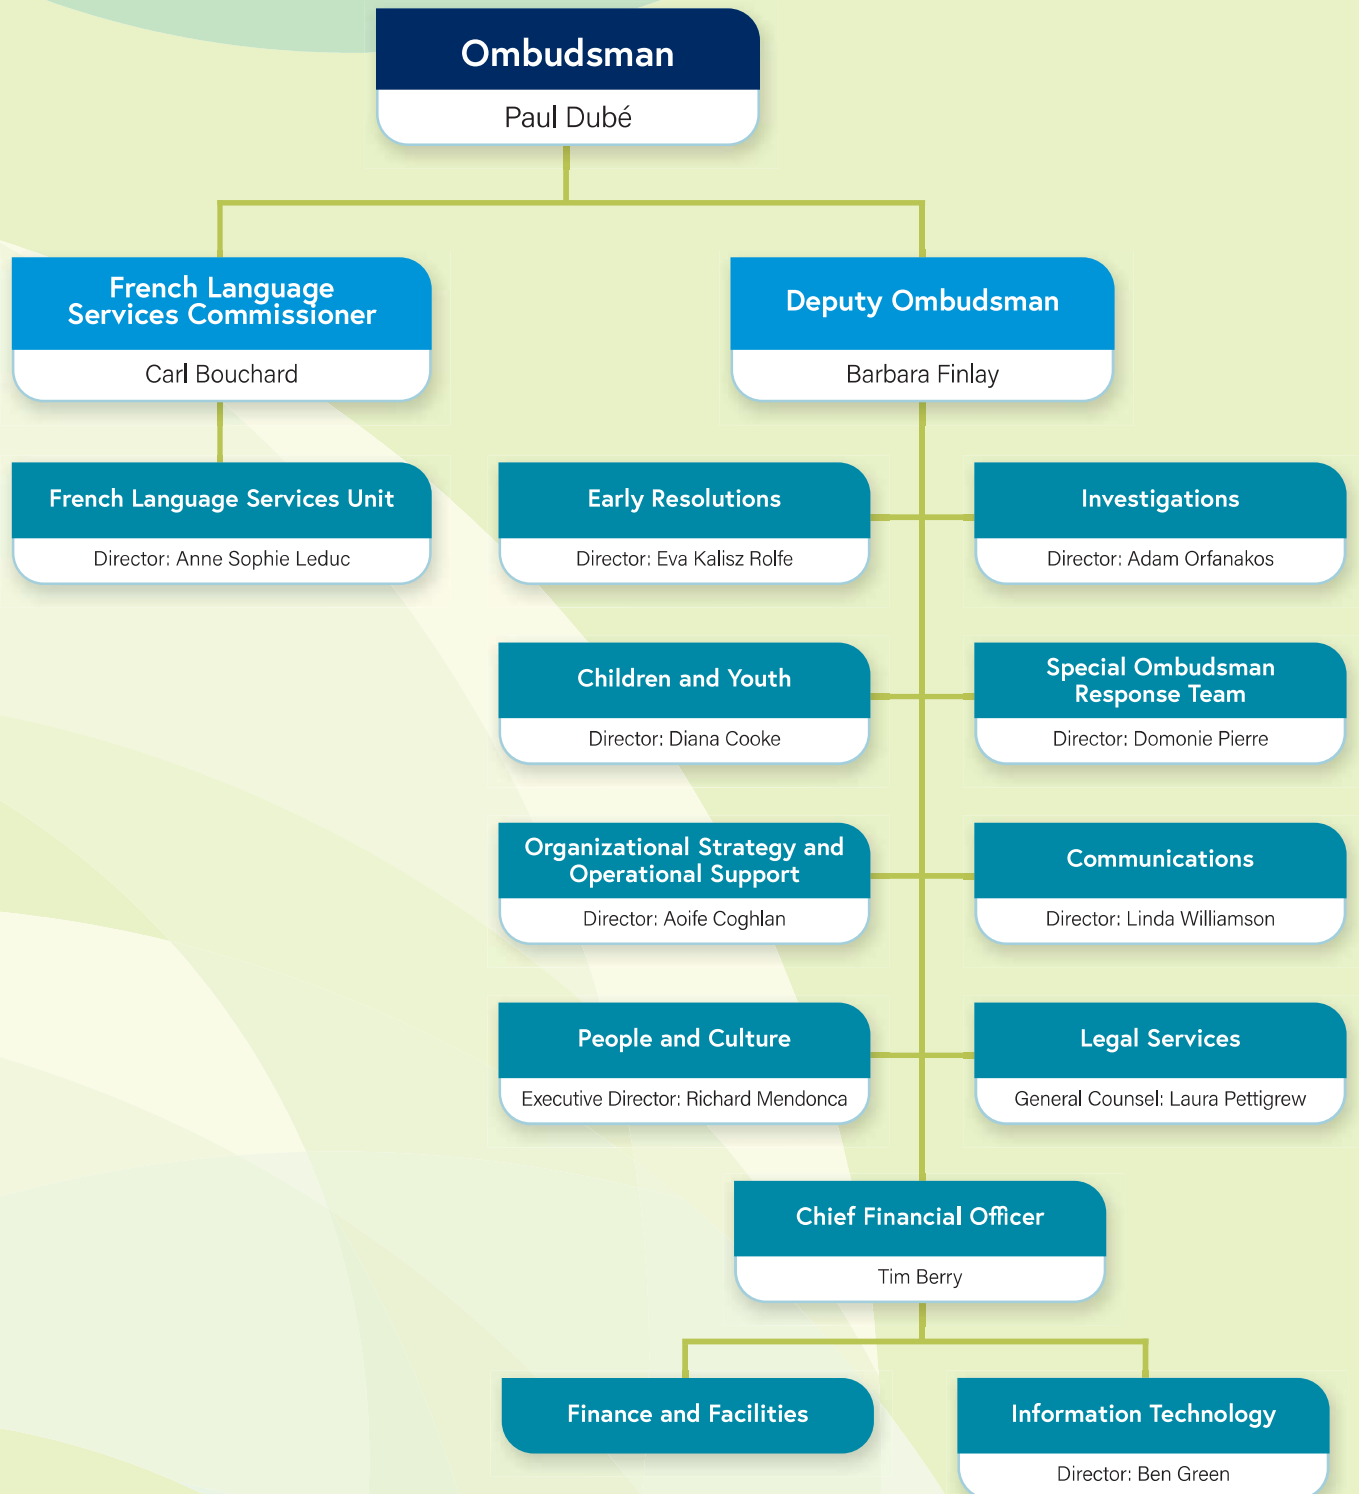 Ombudsman
Paul Dubé
French Language
Services Commissioner
Carl Bouchard
Deputy Ombudsman
Barbara Finlay
French Language Services Unit
Director: Anne Sophie Leduc
Early Resolutions
Director: Eva Kalisz Rolfe
Investigations
Director: Adam Orfanakos
Children and Youth
Director: Diana Cooke
Special Ombudsman
Response Team
Director: Domonie Pierre
Organizational Strategy and
Operational Support
Director: Aoife Coghlan
Communications
Director: Linda Williamson
People and Culture
Executive Director: Richard Mendonca
Legal Services
General Counsel: Laura Pettigrew
Chief Financial Officer
Tim Berry
Finance and Facilities
Information Technology
Director: Ben Green